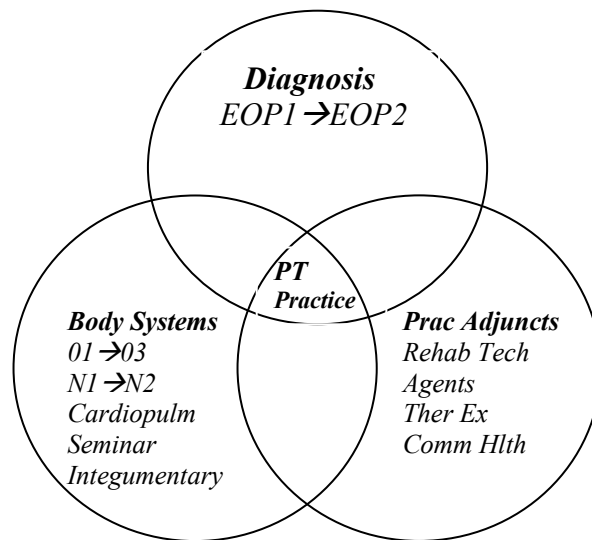 Diagnosis
EOP1→EOP2
PT
Practice
Body Systems
01→03
N1→N2
Cardiopulm
Seminar
Integumentary
Prac Adjuncts
Rehab Tech
Agents
Ther Ex
Comm Hlth